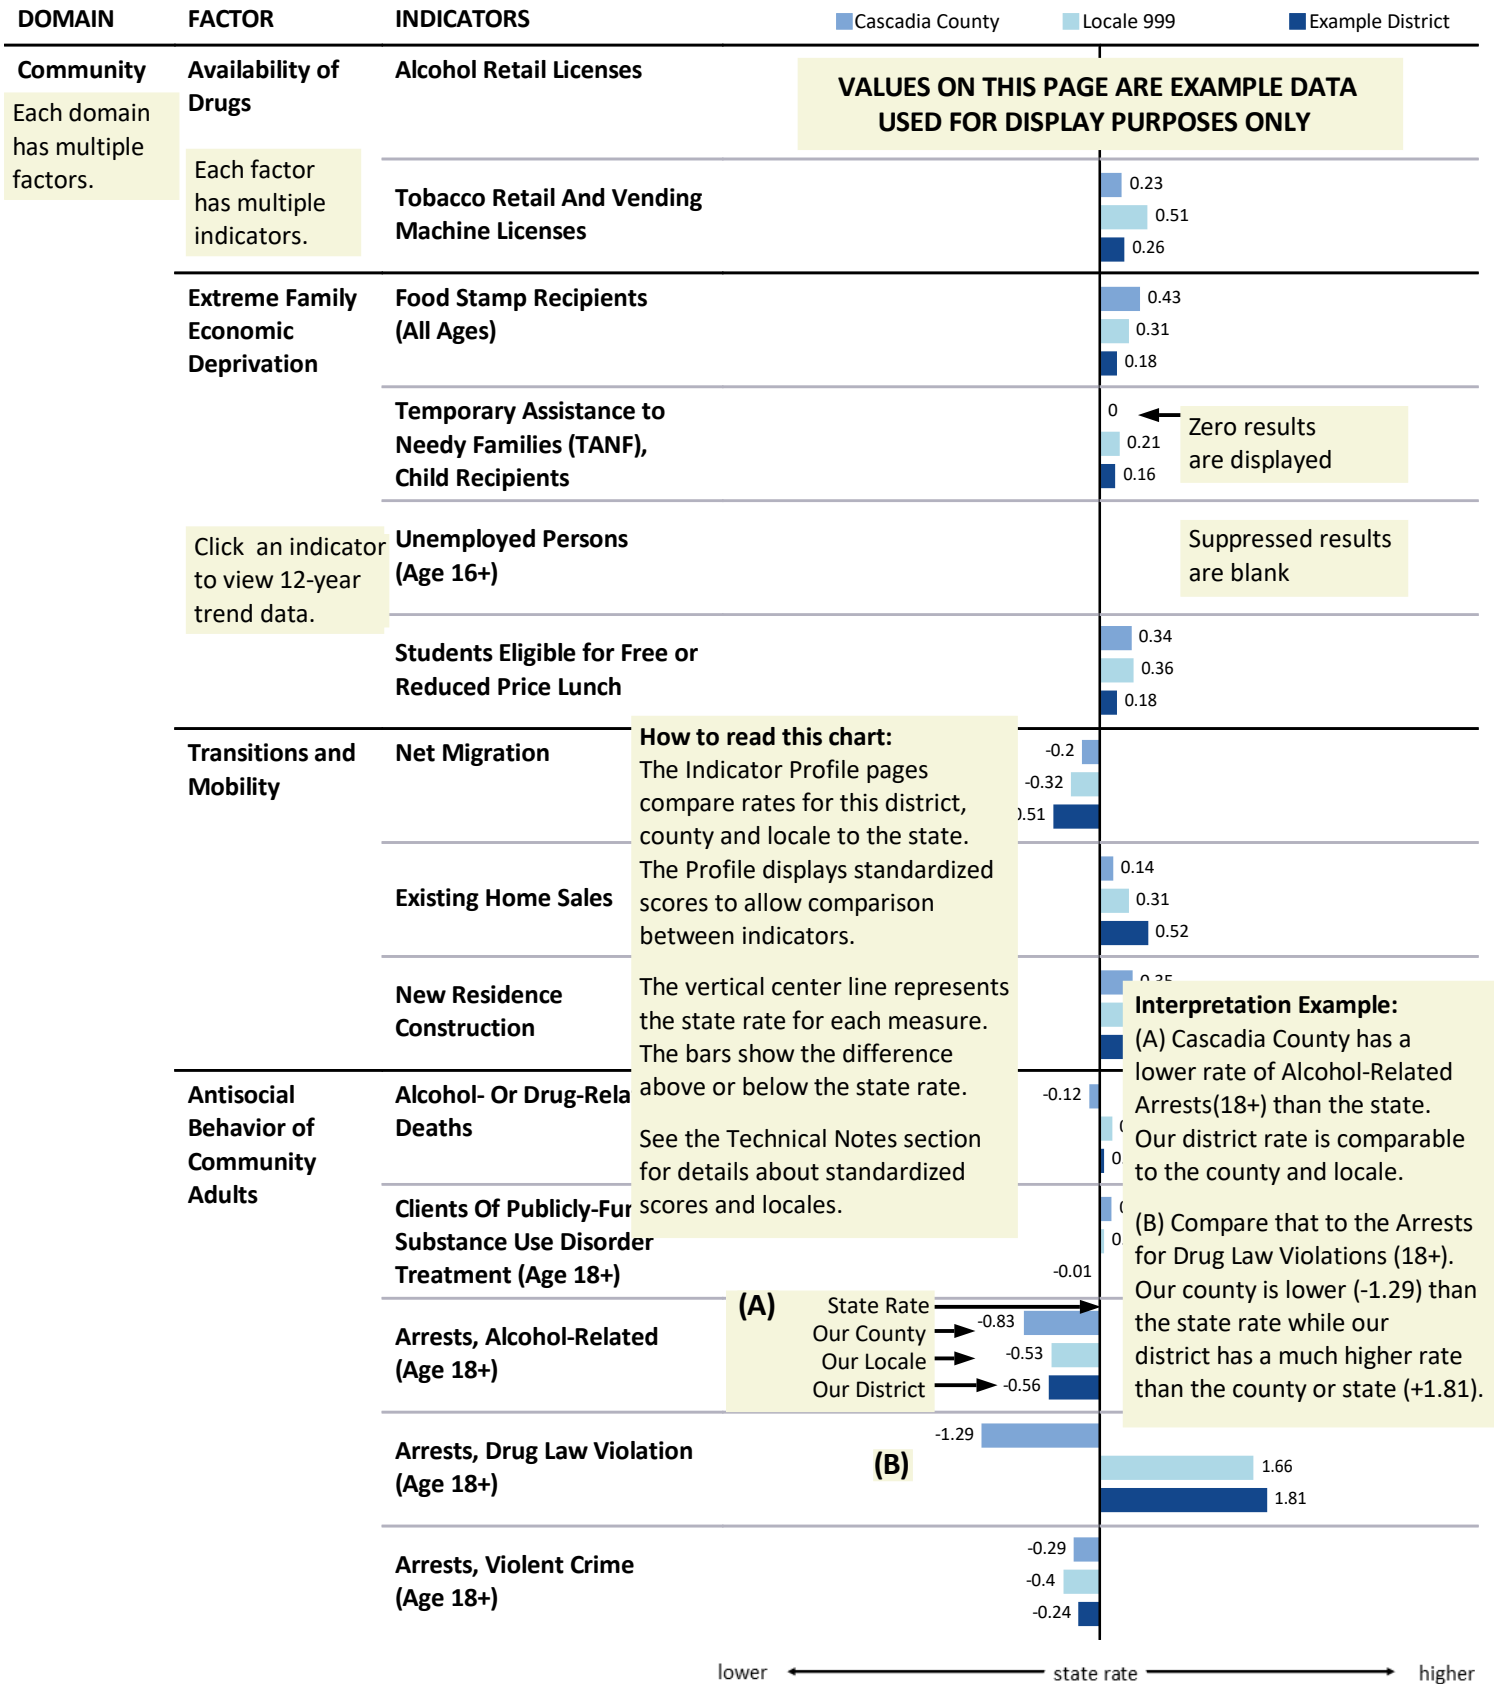 DOMAIN FACTOR INDICATORS Cascadia County Locale 999 Example District
Community
Each domain
has multiple
factors.
Availability of
Drugs
Each factor
has multiple
indicators.
Alcohol Retail Licenses
VALUES ON THIS PAGE ARE EXAMPLE DATA
USED FOR DISPLAY PURPOSES ONLY
Tobacco Retail And Vending
Machine Licenses
0.23
0.51
0.26
Extreme Family
Economic
Deprivation
Food Stamp Recipients
(All Ages)
0.43
0.31
0.18
Temporary Assistance to
Needy Families (TANF),
Child Recipients
0
0.21
0.16
Zero results
are displayed
Click an indicator
to view 12-year
trend data.
Unemployed Persons
(Age 16+)
Suppressed results
are blank
Students Eligible for Free or
Reduced Price Lunch
0.34
0.36
0.18
Transitions and
Mobility
Net Migration
-0.2
-0.32
.51
How to read this chart:
The Indicator Profile pages
compare rates for this district,
county and locale to the state.
The Profile displays standardized
scores to allow comparison
between indicators.
The vertical center line represents
the state rate for each measure.
The bars show the difference
above or below the state rate.
See the Technical Notes section
for details about standardized
scores and locales.
Existing Home Sales
0.14
0.31
0.52
New Residence
Construction
Interpretation Example:
(A) Cascadia County has a
lower rate of Alcohol-Related
Arrests(18+) than the state.
Our district rate is comparable
to the county and locale.
(B) Compare that to the Arrests
for Drug Law Violations (18+).
Our county is lower (-1.29) than
the state rate while our
district has a much higher rate
than the county or state (+1.81).
Antisocial
Behavior of
Community
Adults
Alcohol- Or Drug-Rela
Deaths
-0.12
Clients Of Publicly-Fur
Substance Use Disorder
Treatment (Age 18+)
-0.01
Arrests, Alcohol-Related
(Age 18+)
(A) State Rate
Our County -0.83
Our Locale -0.53
Our District -0.56
Arrests, Drug Law Violation
(Age 18+)
-1.29
(B)
1.66
1.81
Arrests, Violent Crime
(Age 18+)
-0.29
-0.4
-0.24
lower state rate higher